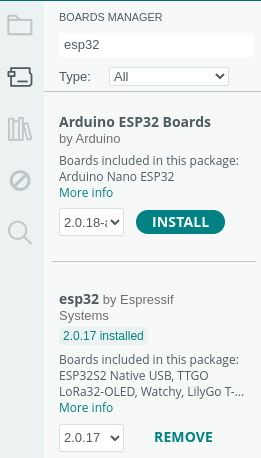 BOARDS MANAGER
esp32
Type: All
Arduino ESP32 Boards
by Arduino
Boards included in this package:
Arduino Nano ESP32
More info
2.0.18-a INSTALL
esp32 by Espressif
Systems
2.0.17 installed
Boards included in this package:
ESP32S2 Native USB, TTGO
LoRa32-OLED, Watchy, LilyGo T-...
More info
2.0.17 REMOVE